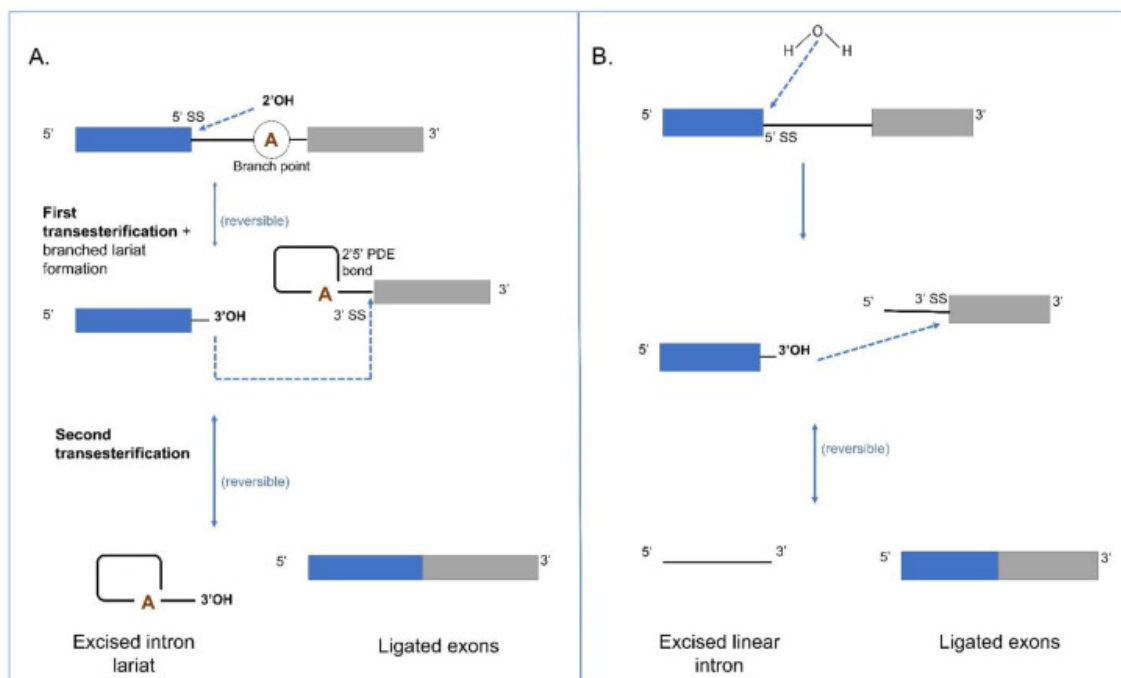 A.
5' SS
2'OH
5'
A
3'
Branch point
First
transesterification +
branched lariat
formation
(reversible)
2'5' PDE
bond
A
3'
3' SS
5'
3'OH
Second
transesterification
(reversible)
A
3'OH
5'
3'
Excised intron
lariat
Ligated exons
B.
H
O
H
5'
3'
5' SS
5'
3' SS
3'
5'
3'OH
(reversible)
5'
3'
5'
3'
Excised linear
intron
Ligated exons